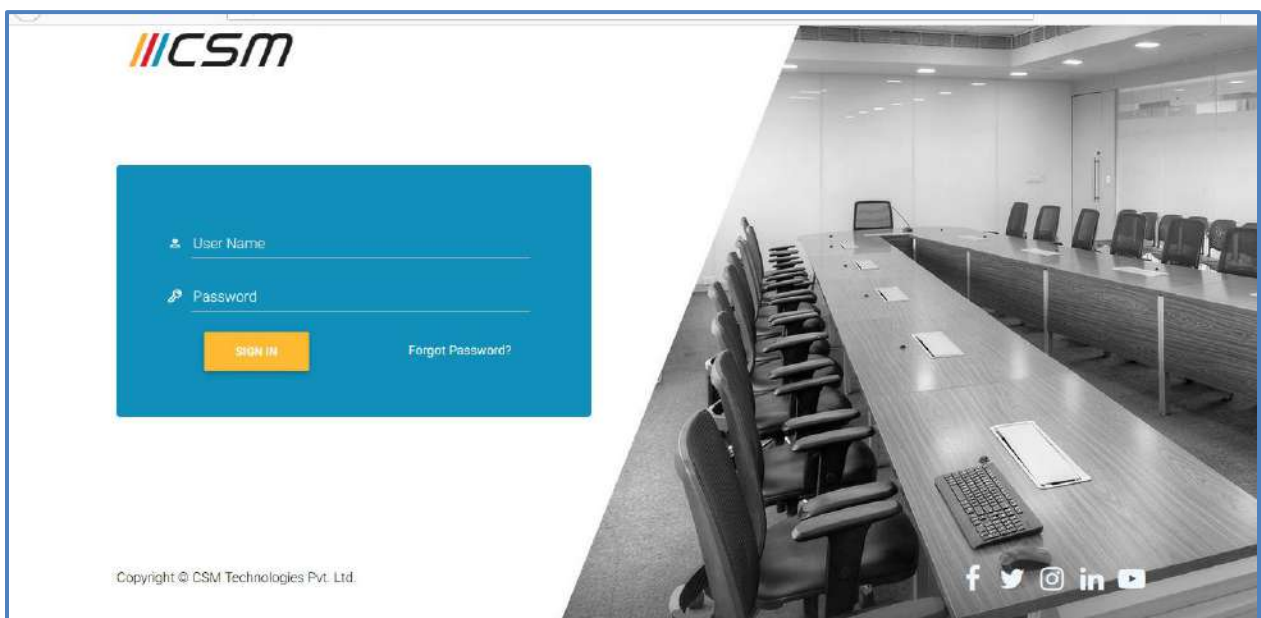 CSM
User Name
Password
SIGN IN
Forgot Password?
Copyright © CSM Technologies Pvt. Ltd.